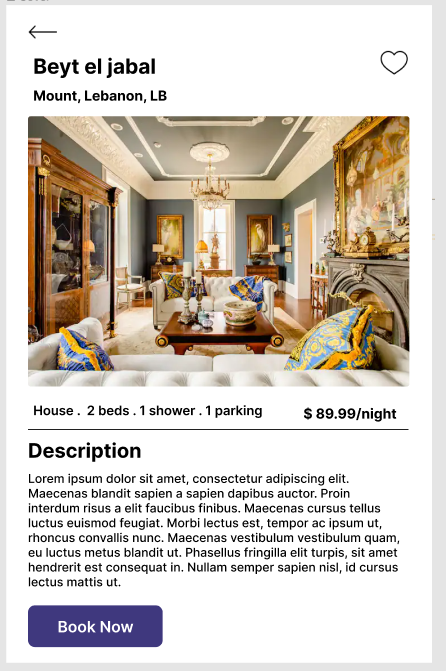 Beyt el jabal
Mount, Lebanon, LB
House . 2 beds . 1 shower . 1 parking
$ 89.99/night
Description
Lorem ipsum dolor sit amet, consectetur adipiscing elit.
Maecenas blandit sapien a sapien dapibus auctor. Proin
interdum risus a elit faucibus finibus. Maecenas cursus tellus
luctus euismod feugiat. Morbi lectus est, tempor ac ipsum ut,
rhoncus convallis nunc. Maecenas vestibulum vestibulum quam,
eu luctus metus blandit ut. Phasellus fringilla elit turpis, sit amet
hendrerit est consequat in. Nullam semper sapien nisl, id cursus
lectus mattis ut.
Book Now